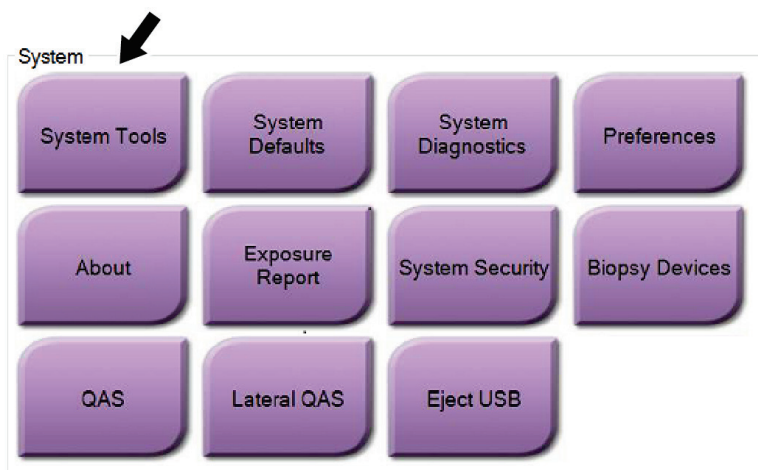 System
System Tools
System
Defaults
System
Diagnostics
Preferences
About
Exposure
Report
System Security
Biopsy Devices
QAS
Lateral QAS
Eject USB